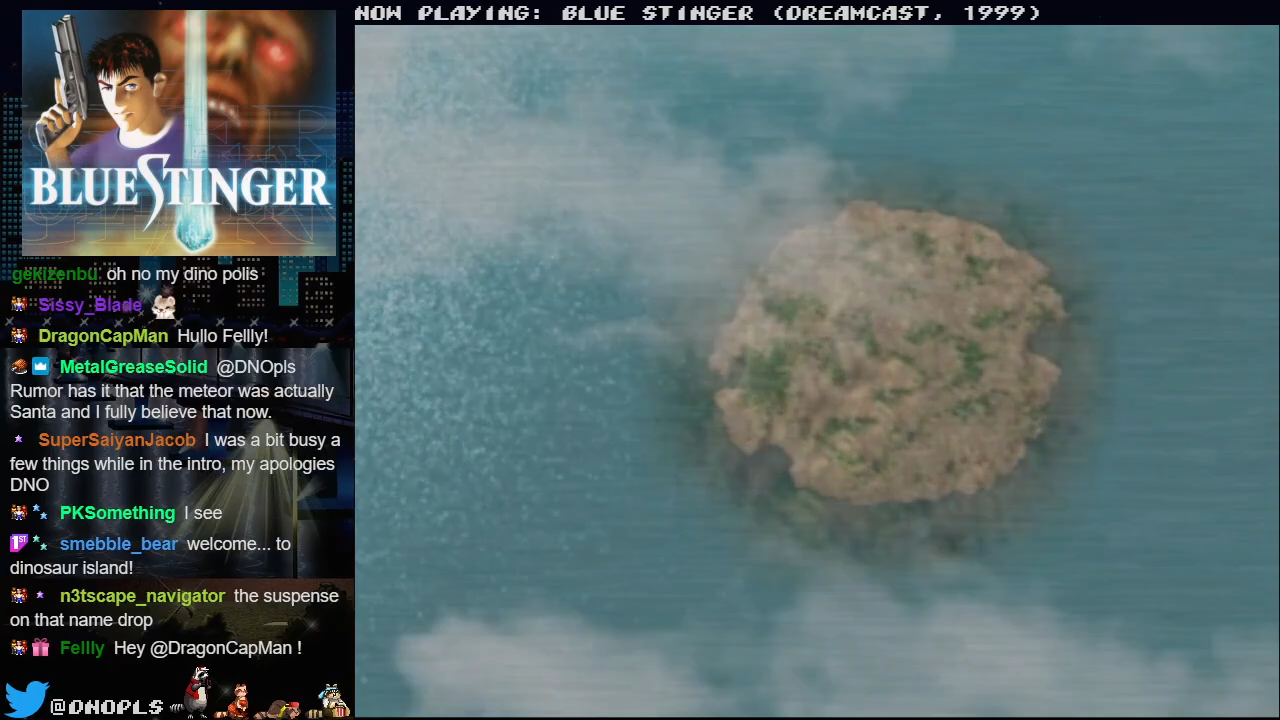 NOW PLAYING: BLUE STINGER (DREAMCAST, 1999)
BLUE STINGER
gekizenbu oh no my dino polis
Sissy_Blade
DragonCapMan Hullo Fellly!
MetalGreaseSolid @DNOpls
Rumor has it that the meteor was actually
Santa and I fully believe that now.
SuperSaiyanJacob I was a bit busy a
few things while in the intro, my apologies
DNO
PKSomething I see
1ST smebble_bear welcome... to
dinosaur island!
n3tscape_navigator the suspense
on that name drop
Fellly Hey @DragonCapMan !
@DNOPLS